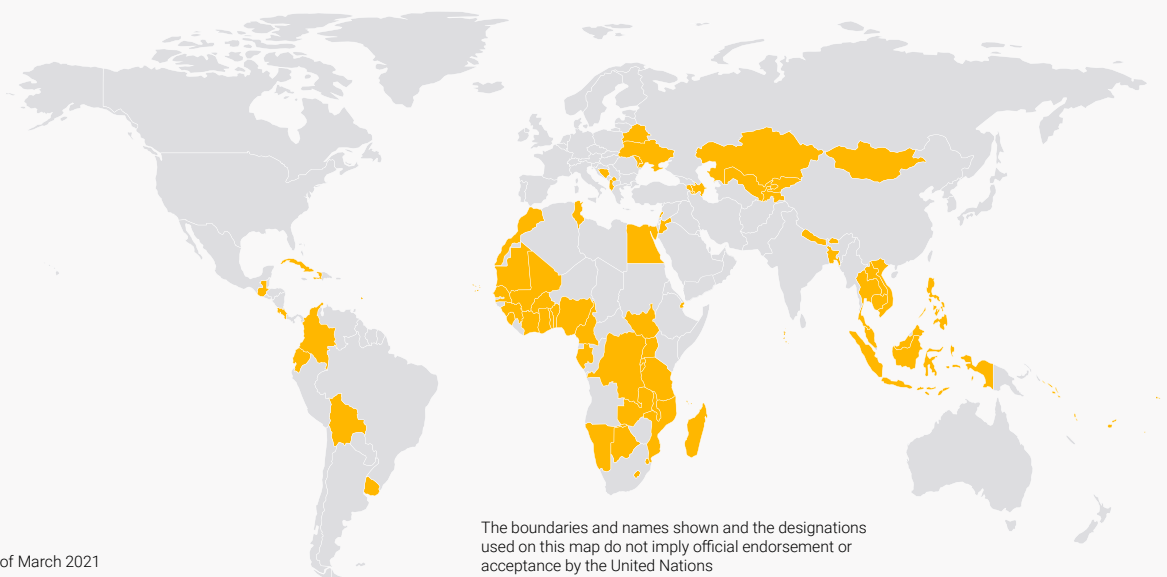 The boundaries and names shown and the designations
used on this map do not imply official endorsement or
acceptance by the United Nations
of March 2021